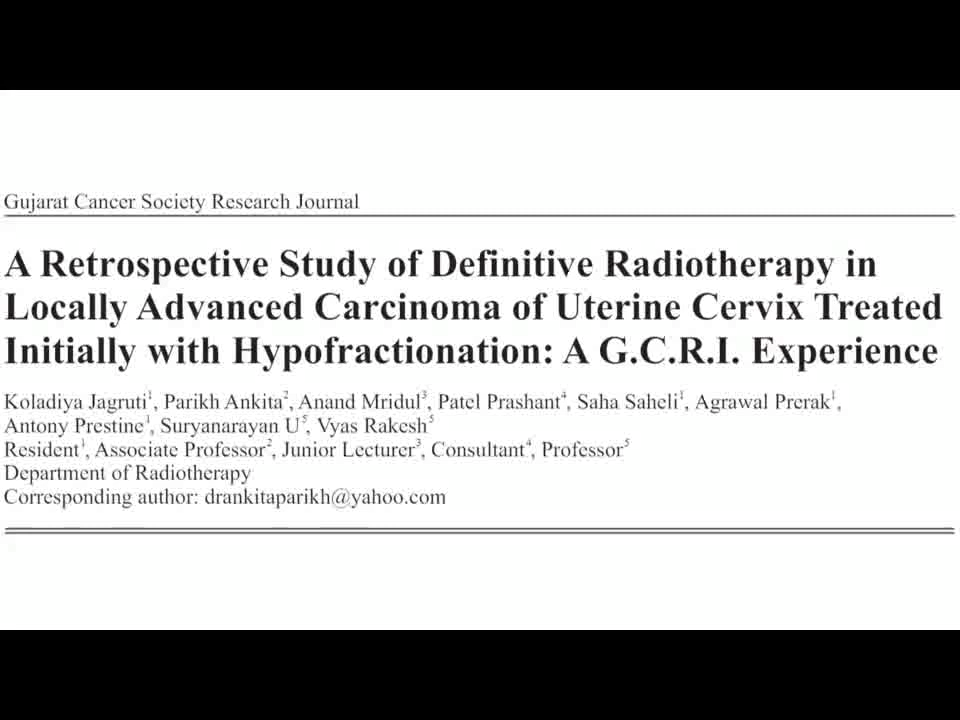 Gujarat Cancer Society Research Journal
A Retrospective Study of Definitive Radiotherapy in
Locally Advanced Carcinoma of Uterine Cervix Treated
Initially with Hypofractionation: A G.C.R.I. Experience
Koladiya Jagruti¹, Parikh Ankita², Anand Mridul³, Patel Prashant⁴, Saha Saheli¹, Agrawal Prerak¹,
Antony Prestine¹, Suryanarayan U⁵, Vyas Rakesh⁵
Resident¹, Associate Professor², Junior Lecturer³, Consultant⁴, Professor⁵
Department of Radiotherapy
Corresponding author: drankitaparikh@yahoo.com